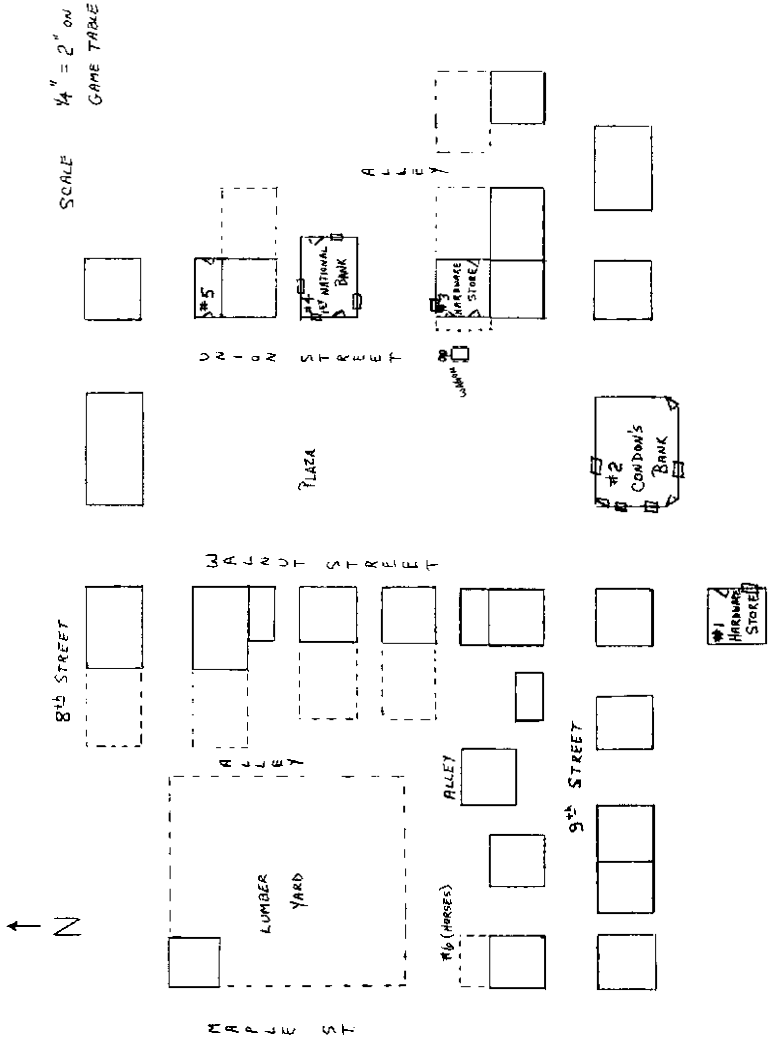 SCALE 1/4" = 2" ON
GAME TABLE
ALLEY
#5
#4
1ST NATIONAL
BANK
#3
HARDWARE
STORE
UNION STREET
WAGON
PLAZA
#2
CONDON'S
BANK
WALNUT STREET
8th STREET
#1
HARDWARE
STORE
ALLEY
ALLEY
9th STREET
LUMBER
YARD
#6 (HORSES)
N
MAPLE ST